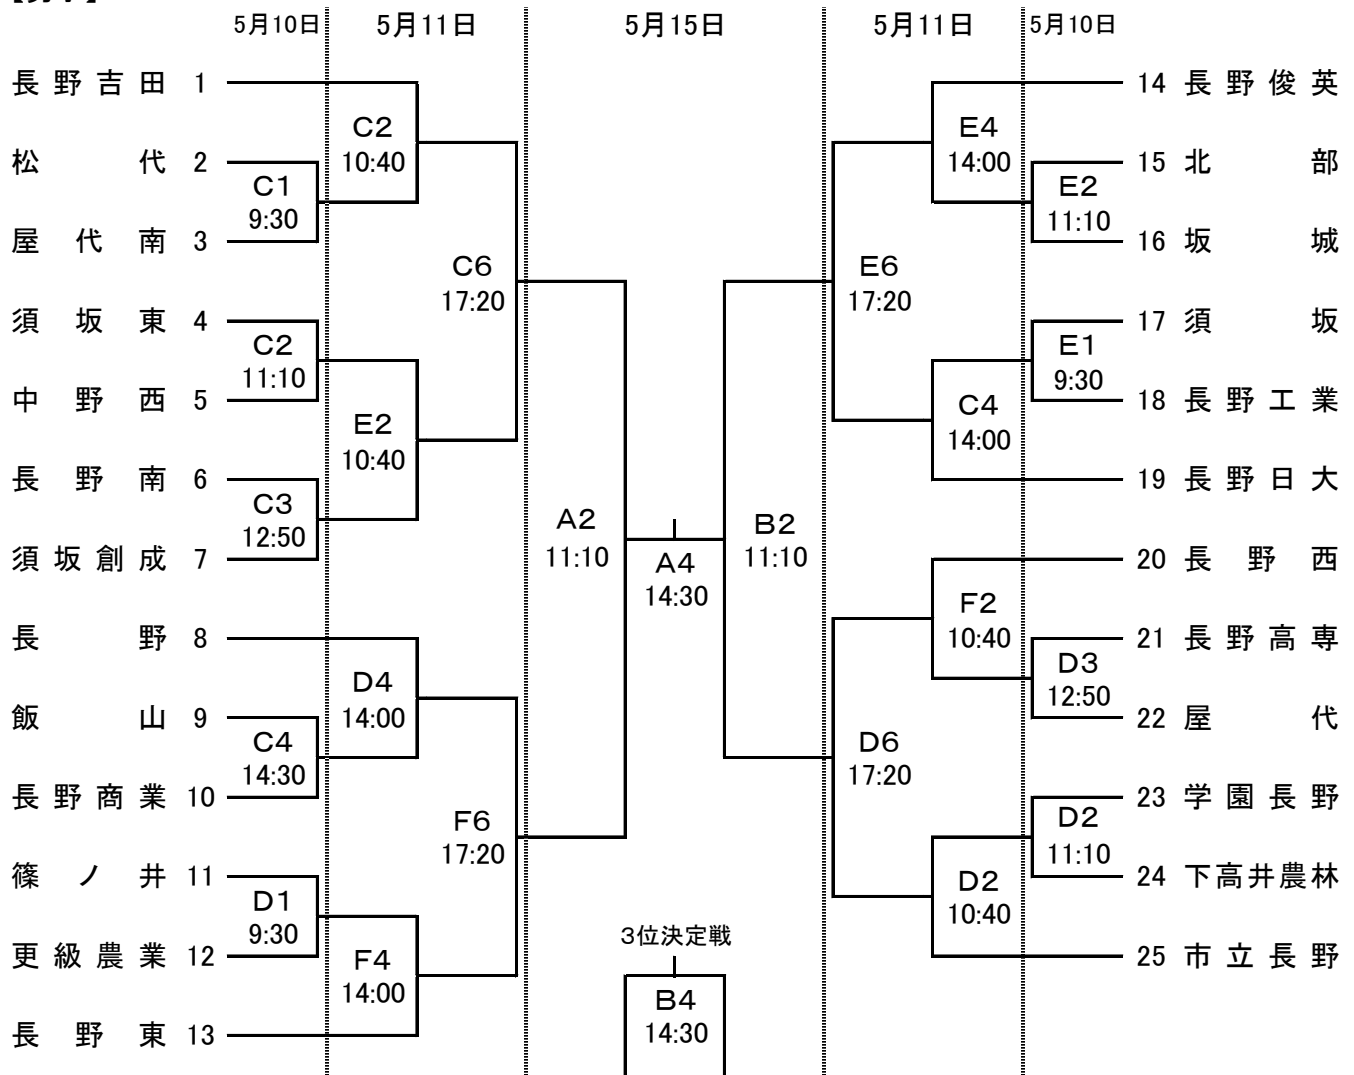 5月10日 5月11日 5月15日 5月11日 5月10日
長野吉田 1
C2
10:40
松代 2
C1
9:30
屋代南 3
C6
17:20
須坂東 4
C2
11:10
中野西 5
E2
10:40
長野南 6
C3
12:50
須坂創成 7
A2
11:10
長野 8
D4
14:00
飯山 9
C4
14:30
長野商業 10
F6
17:20
篠ノ井 11
D1
9:30
更級農業 12
F4
14:00
長野東 13
A4
14:30
3位決定戦
B4
14:30
B2
11:10
14 長野俊英
E4
14:00
15 北部
E2
11:10
16 坂城
E6
17:20
17 須坂
E1
9:30
18 長野工業
C4
14:00
19 長野日大
20 長野西
F2
10:40
21 長野高専
D3
12:50
22 屋代
D6
17:20
23 学園長野
D2
11:10
24 下高井農林
D2
10:40
25 市立長野